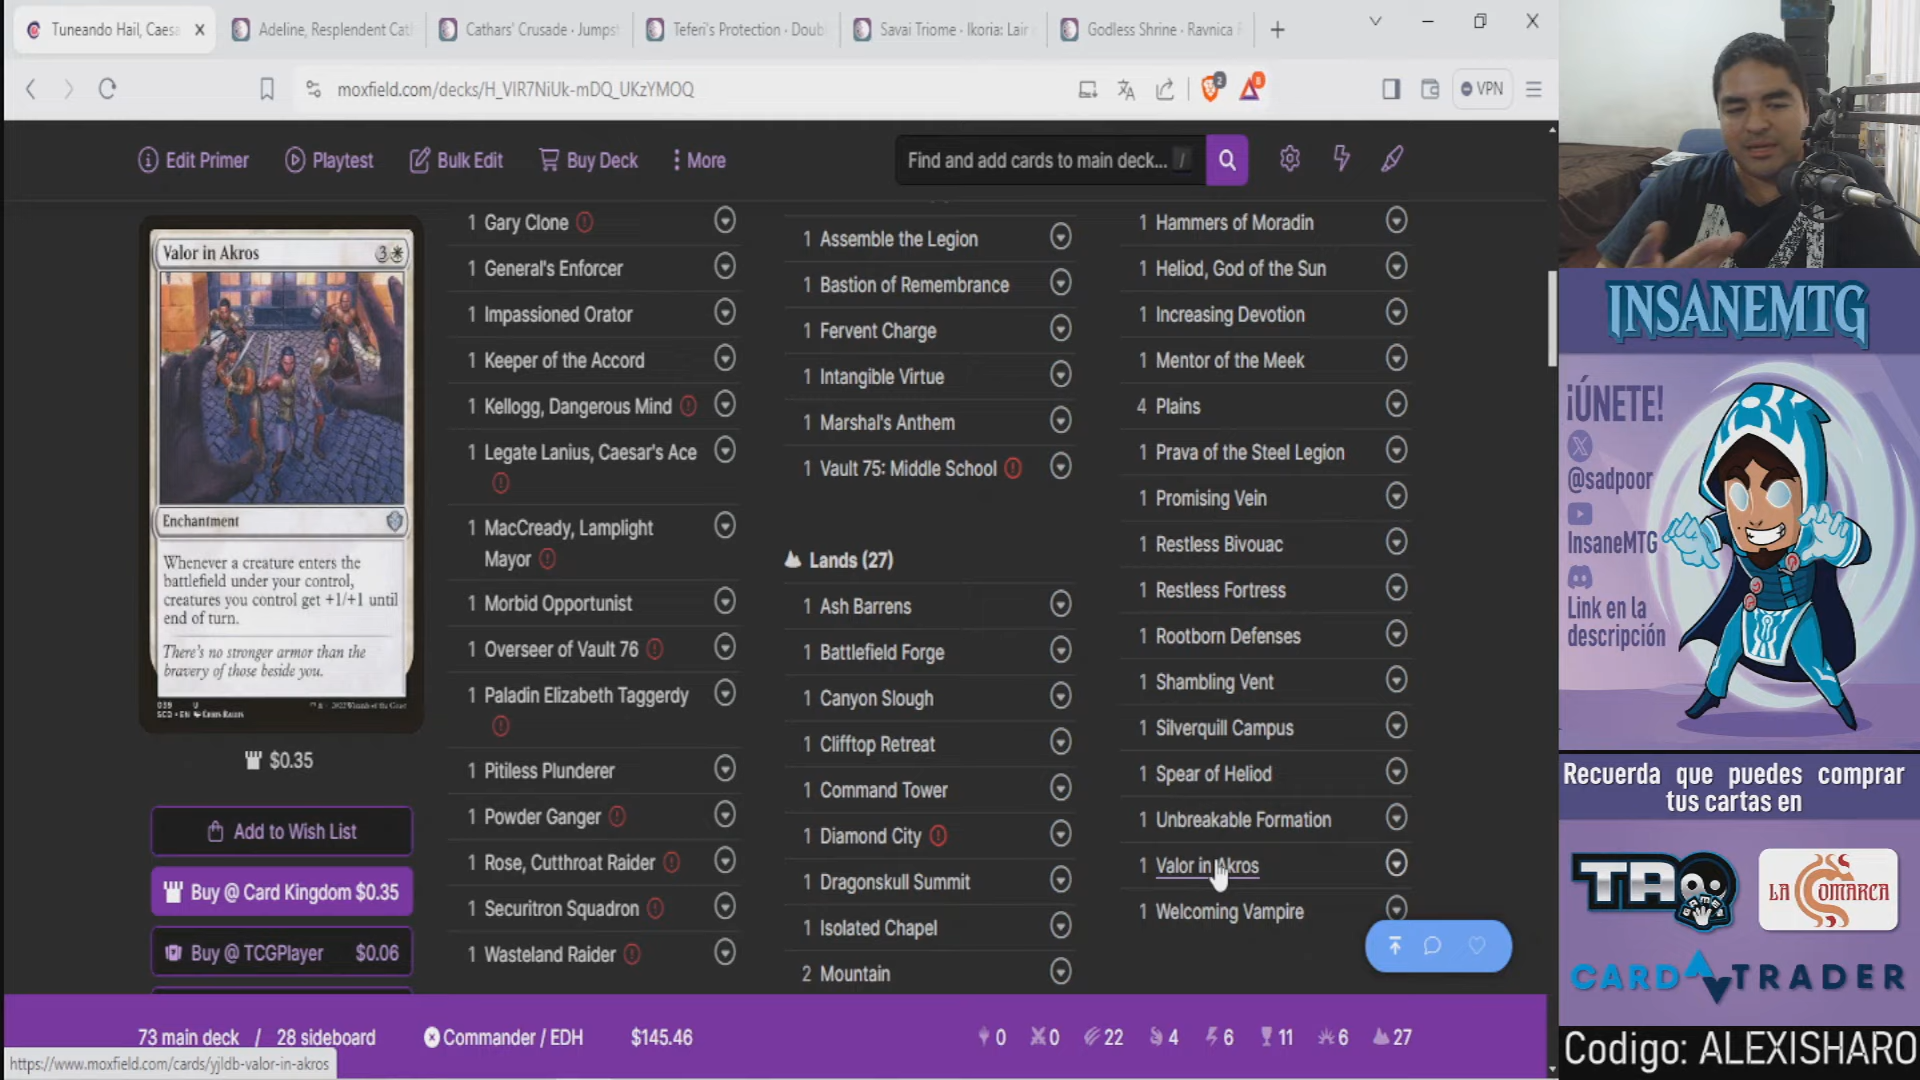 Tuneando Hail, Caesa
Adeline, Resplendent Cat
Cathars' Crusade · Jumps
Teferi's Protection · Doub
Savai Triome · Ikoria: Lair
Godless Shrine · Ravnica
moxfield.com/decks/H_VIR7NiUk-mDQ_UKzYMOQ
2
8
VPN
Edit Primer
Playtest
Bulk Edit
Buy Deck
More
Find and add cards to main deck... /
Valor in Akros 3
Enchantment
Whenever a creature enters the
battlefield under your control,
creatures you control get +1/+1 until
end of turn.
There's no stronger armor than the
bravery of those beside you.
$0.35
Add to Wish List
Buy @ Card Kingdom $0.35
Buy @ TCGPlayer $0.06
1 Gary Clone
1 General's Enforcer
1 Impassioned Orator
1 Keeper of the Accord
1 Kellogg, Dangerous Mind
1 Legate Lanius, Caesar's Ace
1 MacCready, Lamplight
Mayor
1 Morbid Opportunist
1 Overseer of Vault 76
1 Paladin Elizabeth Taggerdy
1 Pitiless Plunderer
1 Powder Ganger
1 Rose, Cutthroat Raider
1 Securitron Squadron
1 Wasteland Raider
1 Assemble the Legion
1 Bastion of Remembrance
1 Fervent Charge
1 Intangible Virtue
1 Marshal's Anthem
1 Vault 75: Middle School
Lands (27)
1 Ash Barrens
1 Battlefield Forge
1 Canyon Slough
1 Clifftop Retreat
1 Command Tower
1 Diamond City
1 Dragonskull Summit
1 Isolated Chapel
2 Mountain
1 Hammers of Moradin
1 Heliod, God of the Sun
1 Increasing Devotion
1 Mentor of the Meek
4 Plains
1 Prava of the Steel Legion
1 Promising Vein
1 Restless Bivouac
1 Restless Fortress
1 Rootborn Defenses
1 Shambling Vent
1 Silverquill Campus
1 Spear of Heliod
1 Unbreakable Formation
1 Valor in Akros
1 Welcoming Vampire
73 main deck / 28 sideboard
Commander / EDH
$145.46
0 0 22 4 6 11 6 27
https://www.moxfield.com/cards/yjldb-valor-in-akros
INSANEMTG
¡ÚNETE!
@sadpoor
InsaneMTG
Link en la
descripción
Recuerda que puedes comprar
tus cartas en
LA COMARCA
CARDTRADER
Codigo: ALEXISHARO